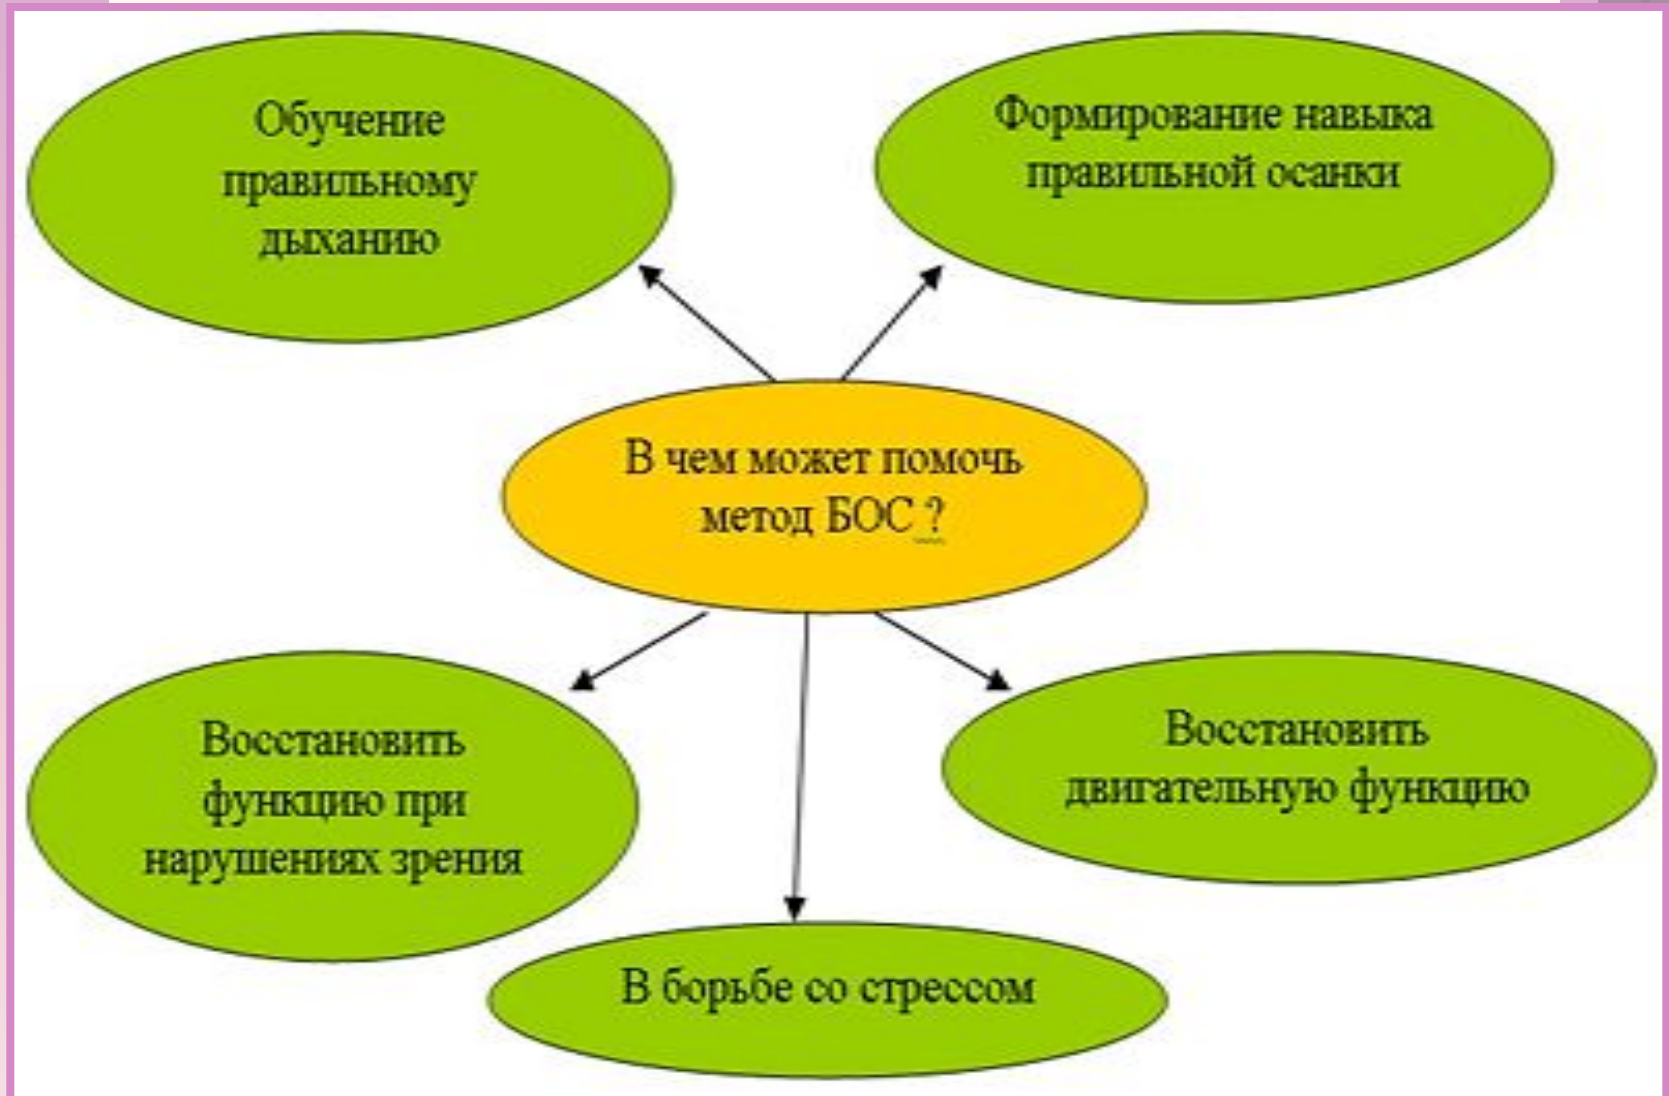 Обучение
правильному
дыханию
Формирование навыка
правильной осанки
В чем может помочь
метод БОС ?
Восстановить
функцию при
нарушениях зрения
Восстановить
двигательную функцию
В борьбе со стрессом